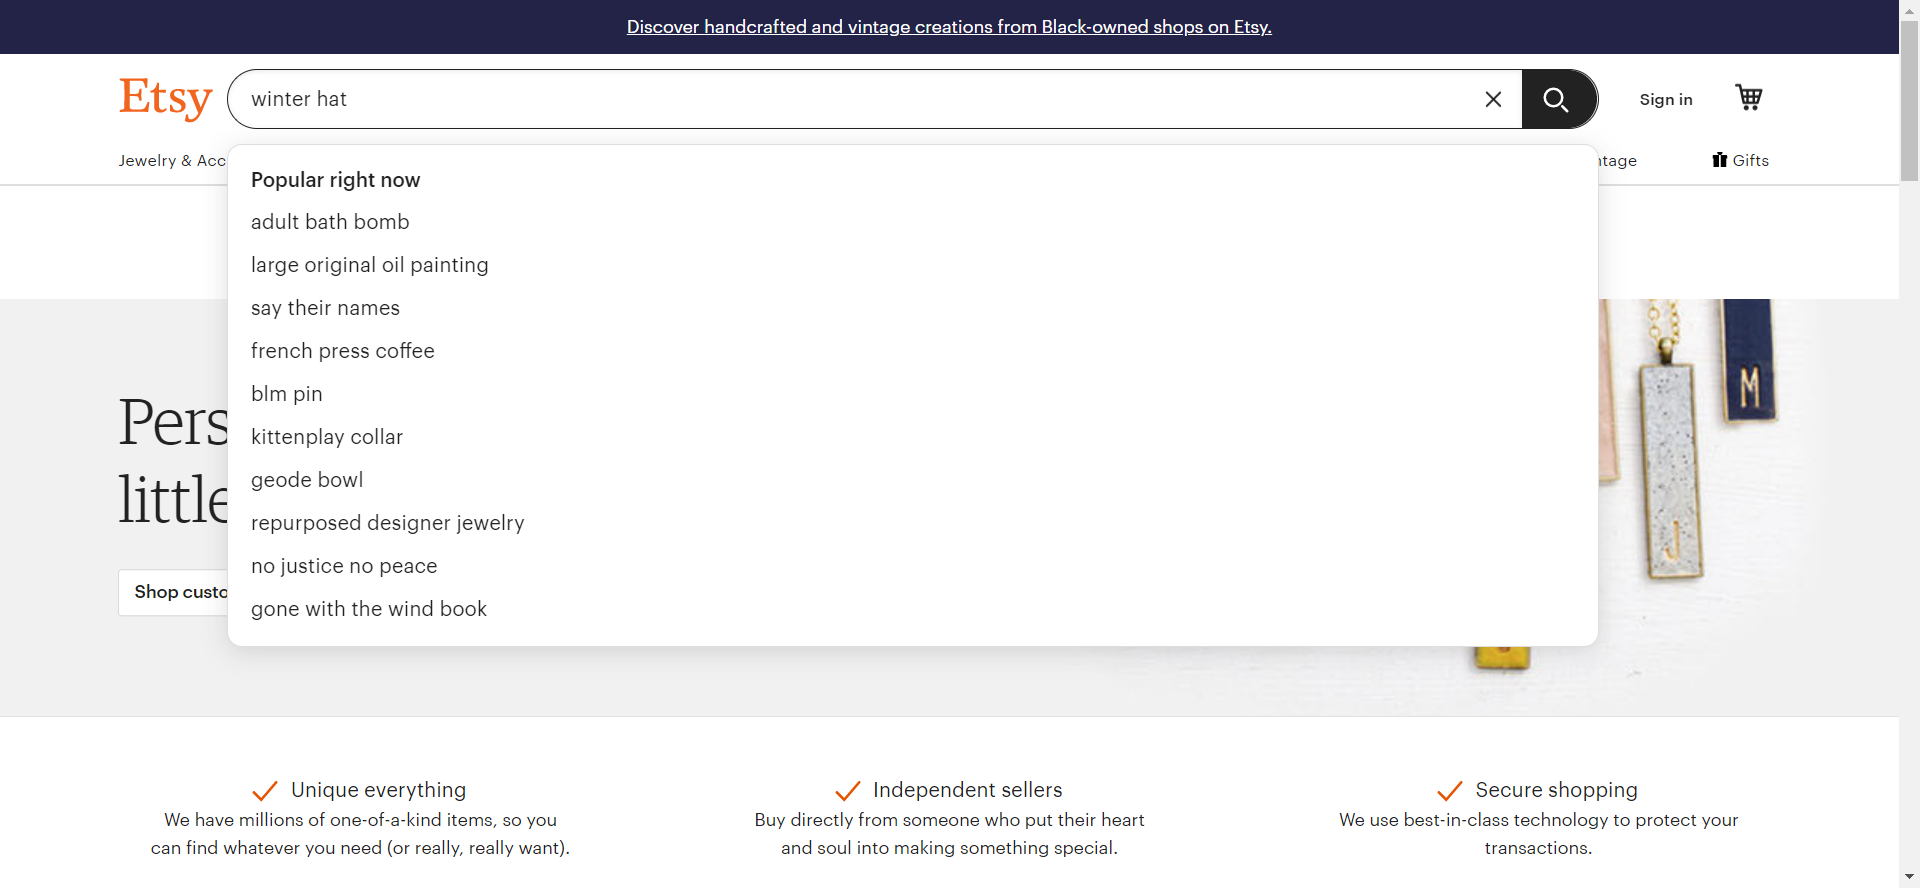 Discover handcrafted and vintage creations from Black-owned shops on Etsy.
Etsy
winter hat
Sign in
Jewelry & Acc
Gifts
Popular right now
adult bath bomb
large original oil painting
say their names
french press coffee
blm pin
kittenplay collar
geode bowl
repurposed designer jewelry
no justice no peace
gone with the wind book
Pers
little
Shop custo
M
J
Unique everything
We have millions of one-of-a-kind items, so you
can find whatever you need (or really, really want).
Independent sellers
Buy directly from someone who put their heart
and soul into making something special.
Secure shopping
We use best-in-class technology to protect your
transactions.